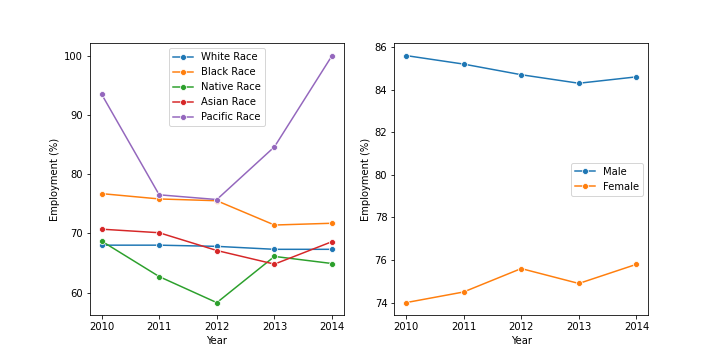 100
90
80
70
60
Employment (%)
White Race
Black Race
Native Race
Asian Race
Pacific Race
2010 2011 2012 2013 2014
Year
86
84
82
80
78
76
74
Employment (%)
Male
Female
2010 2011 2012 2013 2014
Year